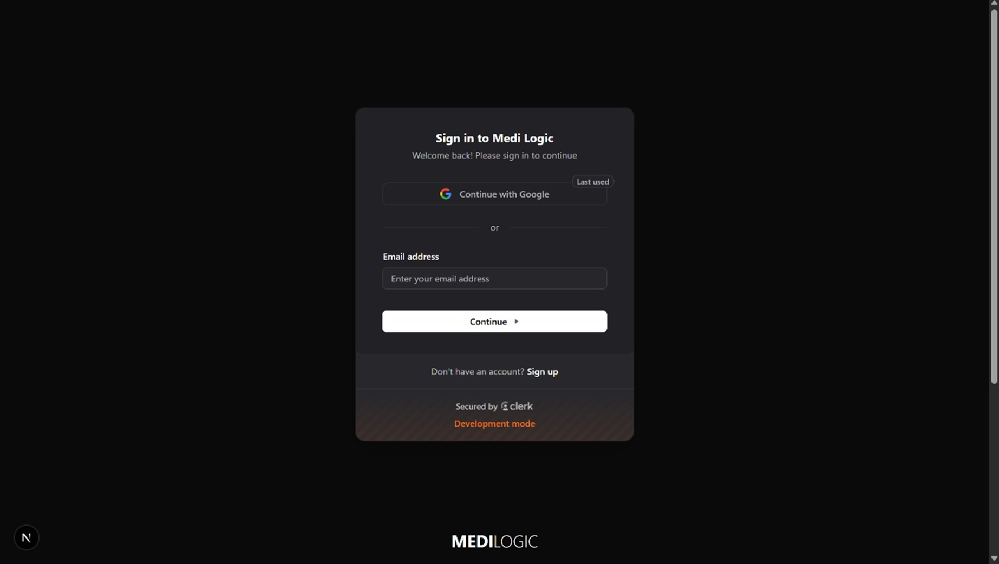 Sign in to Medi Logic
Welcome back! Please sign in to continue
Last used
Continue with Google
or
Email address
Enter your email address
Continue
Don’t have an account? Sign up
Secured by clerk
Development mode
N
MEDILOGIC